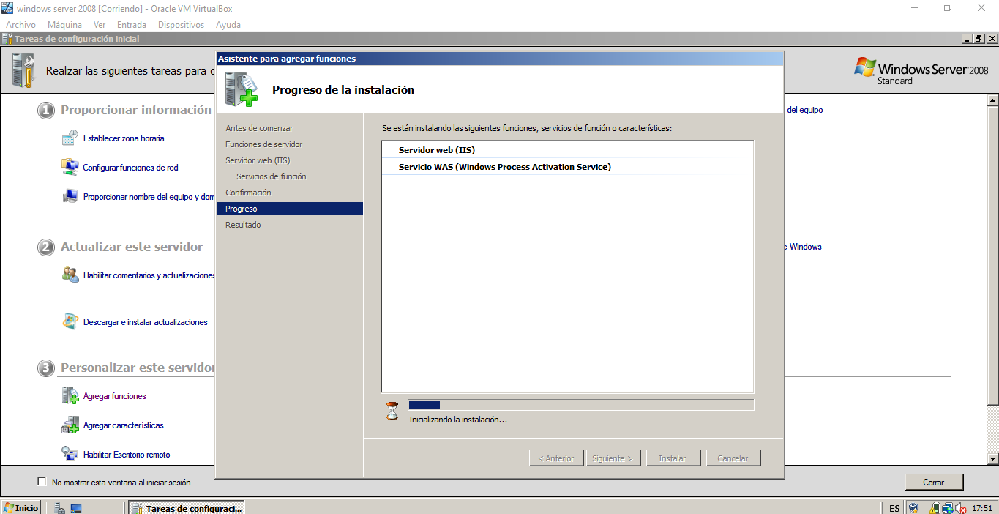 windows server 2008 [Corriendo] - Oracle VM VirtualBox
Archivo Máquina Ver Entrada Dispositivos Ayuda
Tareas de configuración inicial
Realizar las siguientes tareas para c
Windows Server 2008
Standard
Asistente para agregar funciones
Progreso de la instalación
1 Proporcionar información
del equipo
Establecer zona horaria
Configurar funciones de red
Proporcionar nombre del equipo y dom
2 Actualizar este servidor
e Windows
Habilitar comentarios y actualizaciones
Descargar e instalar actualizaciones
3 Personalizar este servidor
Agregar funciones
Agregar características
Habilitar Escritorio remoto
Antes de comenzar
Funciones de servidor
Servidor web (IIS)
Servicios de función
Confirmación
Progreso
Resultado
Se están instalando las siguientes funciones, servicios de función o características:
Servidor web (IIS)
Servicio WAS (Windows Process Activation Service)
Inicializando la instalación...
< Anterior Siguiente > Instalar Cancelar
No mostrar esta ventana al iniciar sesión
Cerrar
Inicio
Tareas de configuraci...
ES
17:51